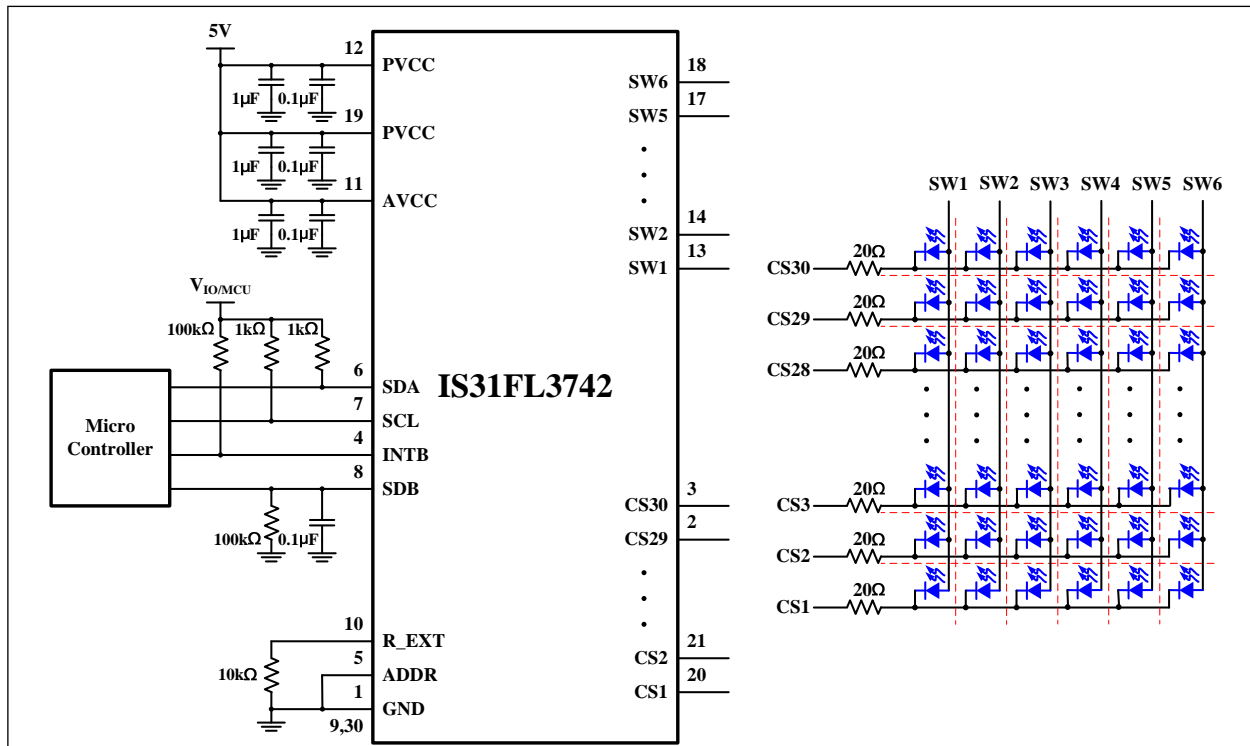 5V
12
PVCC
1µF
0.1µF
19
PVCC
1µF
0.1µF
11
AVCC
1µF
0.1µF
VIO/MCU
100kΩ
1kΩ
1kΩ
Micro
Controller
6
SDA
7
SCL
4
INTB
8
SDB
100kΩ
0.1µF
10
R_EXT
10kΩ
5
ADDR
1
GND
9,30
IS31FL3742
18
SW6
17
SW5
14
SW2
13
SW1
3
CS30
2
CS29
21
CS2
20
CS1
SW1 SW2 SW3 SW4 SW5 SW6
CS30 20Ω
CS29 20Ω
CS28 20Ω
CS3 20Ω
CS2 20Ω
CS1 20Ω